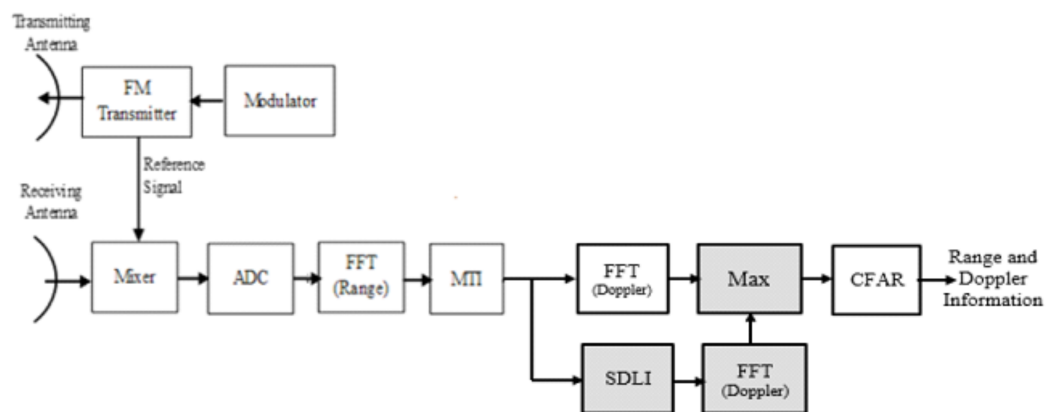 Transmitting
Antenna
FM
Transmitter
Modulator
Reference
Signal
Receiving
Antenna
Mixer
ADC
FFT
(Range)
MTI
FFT
(Doppler)
Max
CFAR
Range and
Doppler
Information
SDLI
FFT
(Doppler)